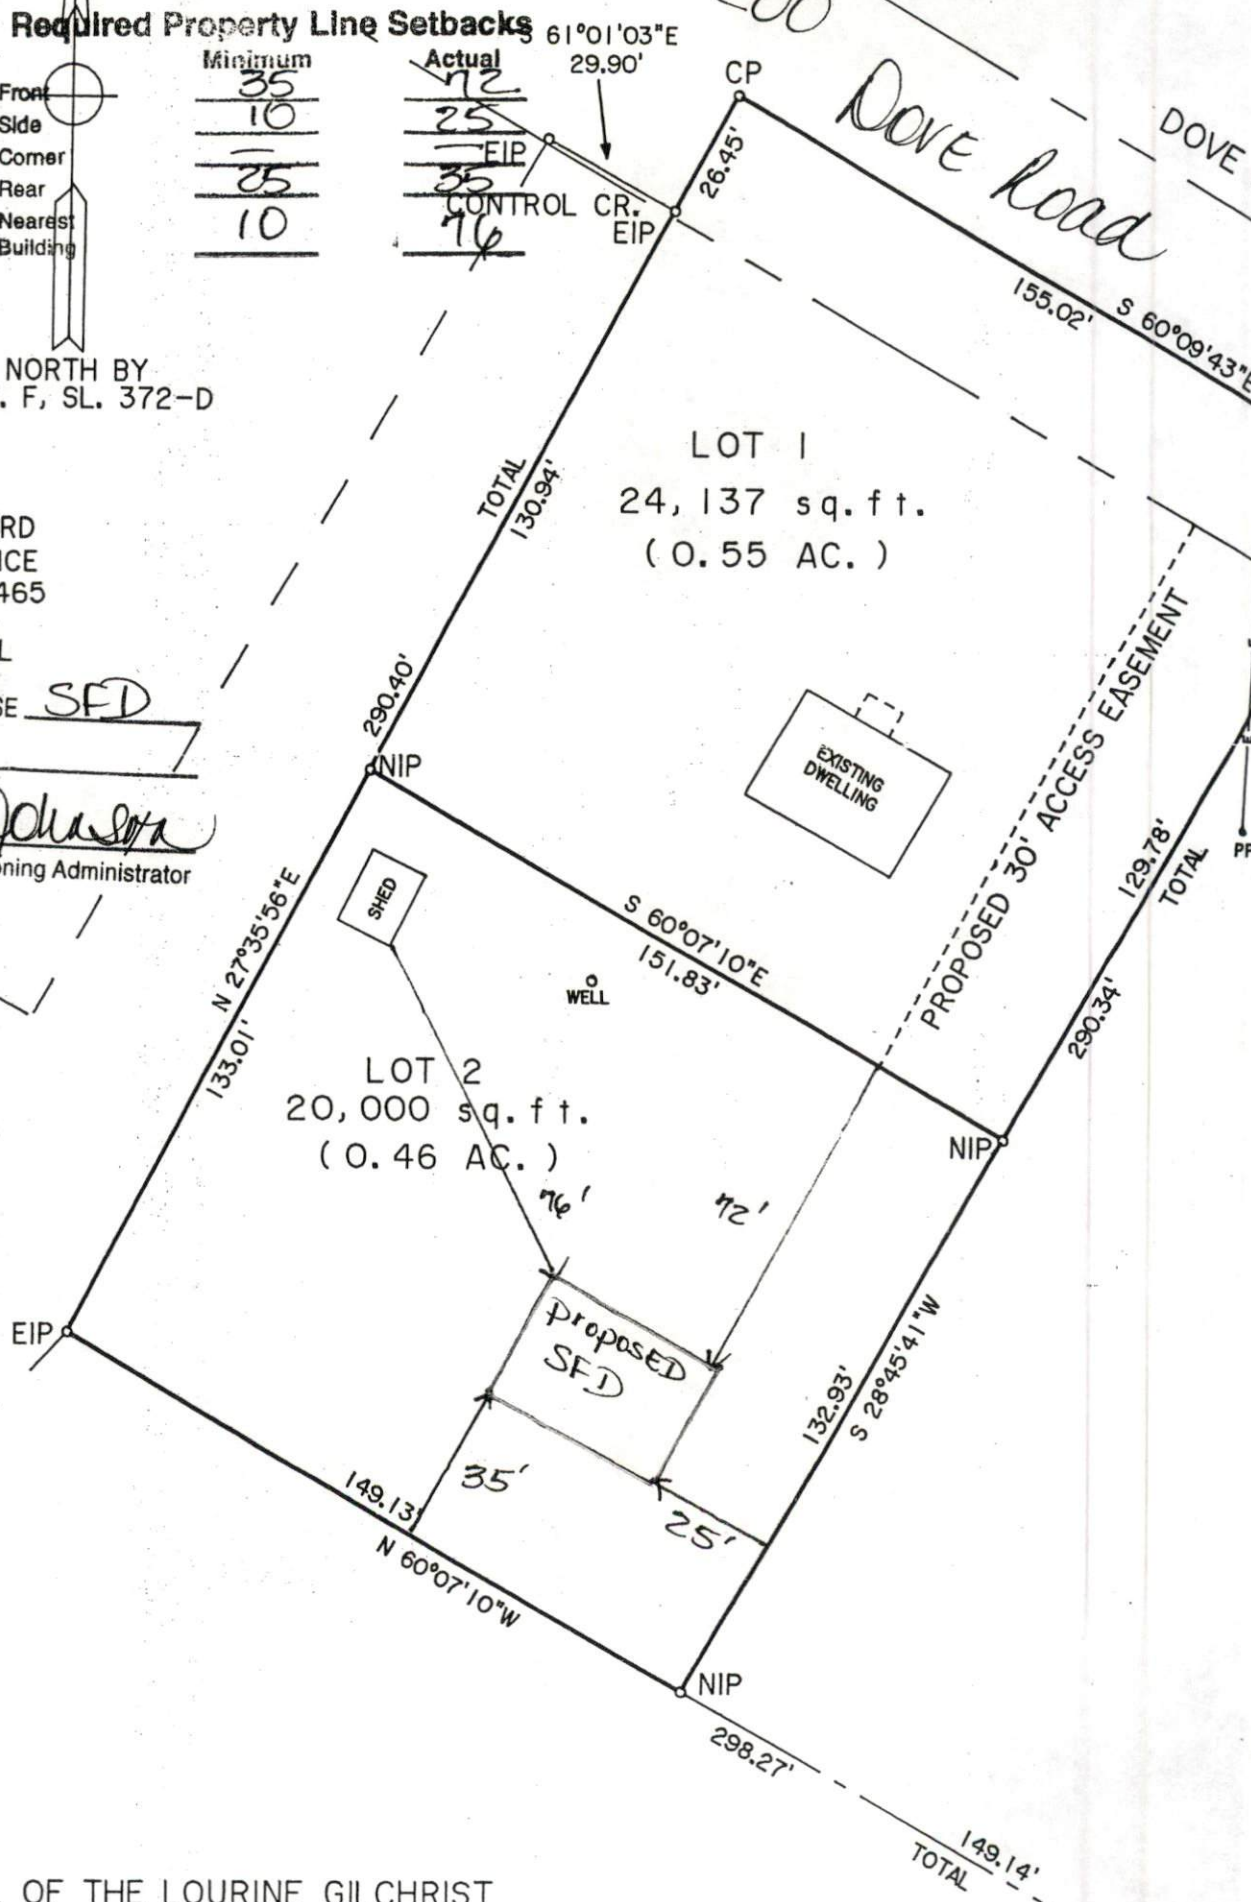 Required Property Line Setbacks
Minimum Actual
Front 35 72
Side 10 25
Corner — —
Rear 25 35
Nearest Building 10 76
S 61°01'03"E
29.90'
EIP
CONTROL CR.
EIP
CP
26.45'
DOVE
Dove Road
155.02'
S 60°09'43"E
NORTH BY
. F, SL. 372-D
LOT 1
24,137 sq.ft.
(0.55 AC.)
TOTAL
130.94'
290.40'
RD
ICE
465
L
SE SFD
Johnson
oning Administrator
NIP
EXISTING
DWELLING
PROPOSED 30' ACCESS EASEMENT
129.78'
TOTAL
290.34'
SHED
N 27°35'56"E
133.01'
S 60°07'10"E
151.83'
WELL
LOT 2
20,000 sq.ft.
(0.46 AC.)
NIP
76'
72'
EIP
Proposed
SFD
132.93'
S 28°45'41"W
35'
25'
149.13'
N 60°07'10"W
NIP
298.27'
149.14'
TOTAL
OF THE LOURINE GILCHRIST